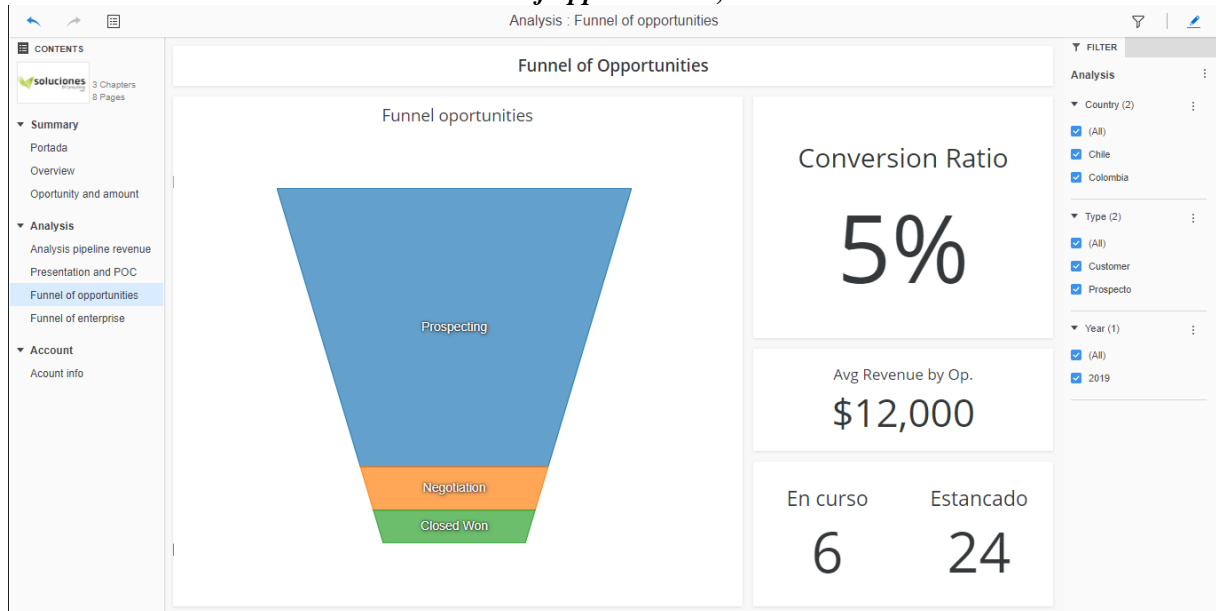 Analysis : Funnel of opportunities
CONTENTS
soluciones
3 Chapters
8 Pages
Summary
Portada
Overview
Oportunity and amount
Analysis
Analysis pipeline revenue
Presentation and POC
Funnel of opportunities
Funnel of enterprise
Account
Acount info
Funnel of Opportunities
Funnel oportunities
Prospecting
Negotiation
Closed Won
Conversion Ratio
5%
Avg Revenue by Op.
$12,000
En curso Estancado
6 24
FILTER
Analysis
Country (2)
(All)
Chile
Colombia
Type (2)
(All)
Customer
Prospecto
Year (1)
(All)
2019